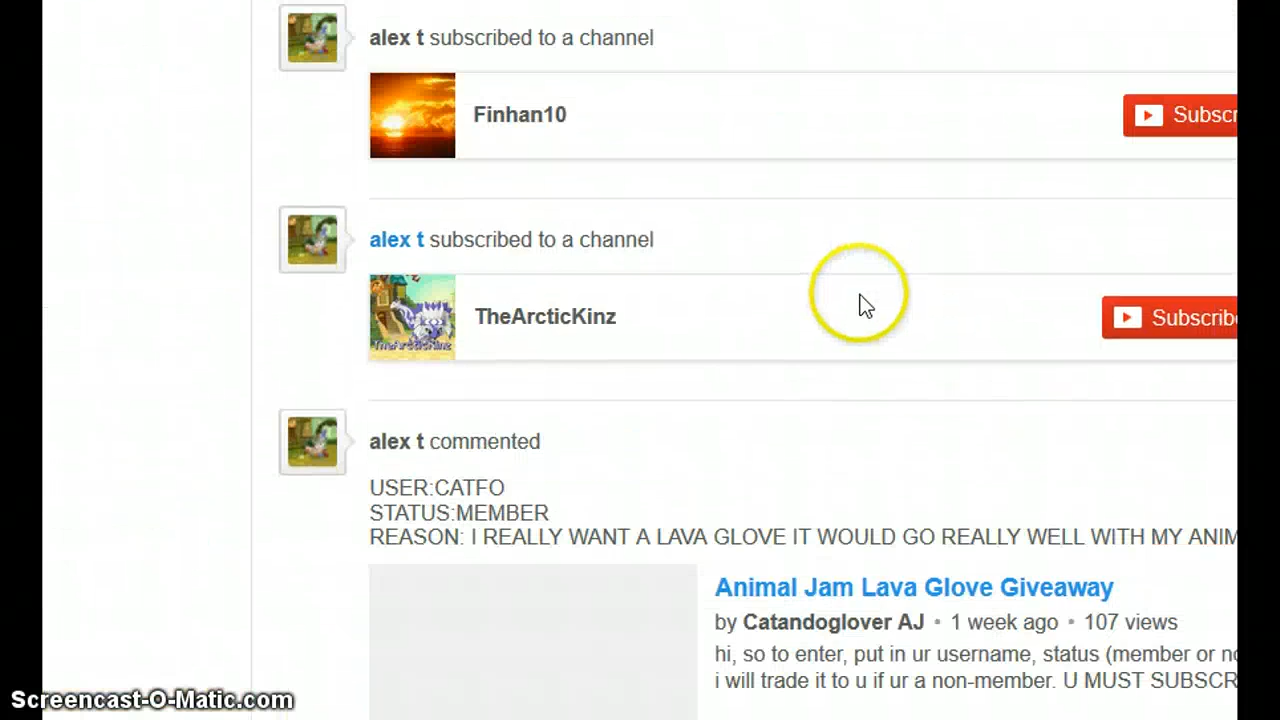 alex t subscribed to a channel
Finhan10
Subscr
alex t subscribed to a channel
TheArcticKinz
Subscribe
TheArcticKinz
alex t commented
USER:CATFO
STATUS:MEMBER
REASON: I REALLY WANT A LAVA GLOVE IT WOULD GO REALLY WELL WITH MY ANIM
Animal Jam Lava Glove Giveaway
by Catandoglover AJ • 1 week ago • 107 views
hi, so to enter, put in ur username, status (member or no
i will trade it to u if ur a non-member. U MUST SUBSCR
Screencast-O-Matic.com